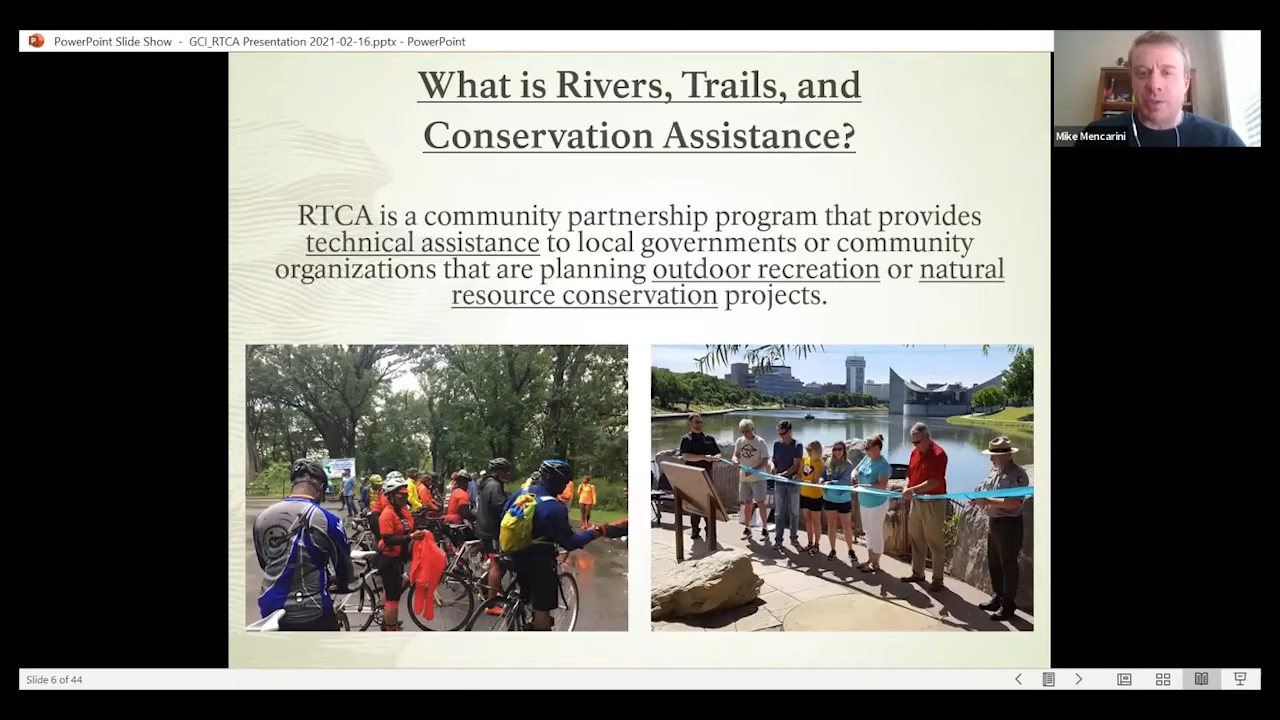 PowerPoint Slide Show - GCI_RTCA Presentation 2021-02-16.pptx - PowerPoint
What is Rivers, Trails, and
Conservation Assistance?
Mike Mencarini
RTCA is a community partnership program that provides
technical assistance to local governments or community
organizations that are planning outdoor recreation or natural
resource conservation projects.
Slide 6 of 44